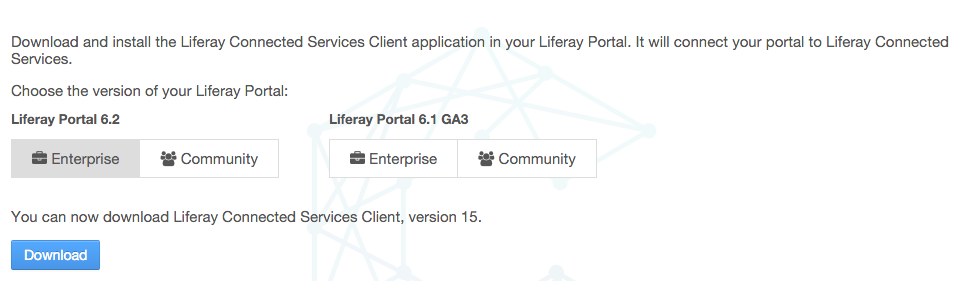 Download and install the Liferay Connected Services Client application in your Liferay Portal. It will connect your portal to Liferay Connected
Services.
Choose the version of your Liferay Portal:
Liferay Portal 6.2 Liferay Portal 6.1 GA3
Enterprise Community Enterprise Community
You can now download Liferay Connected Services Client, version 15.
Download